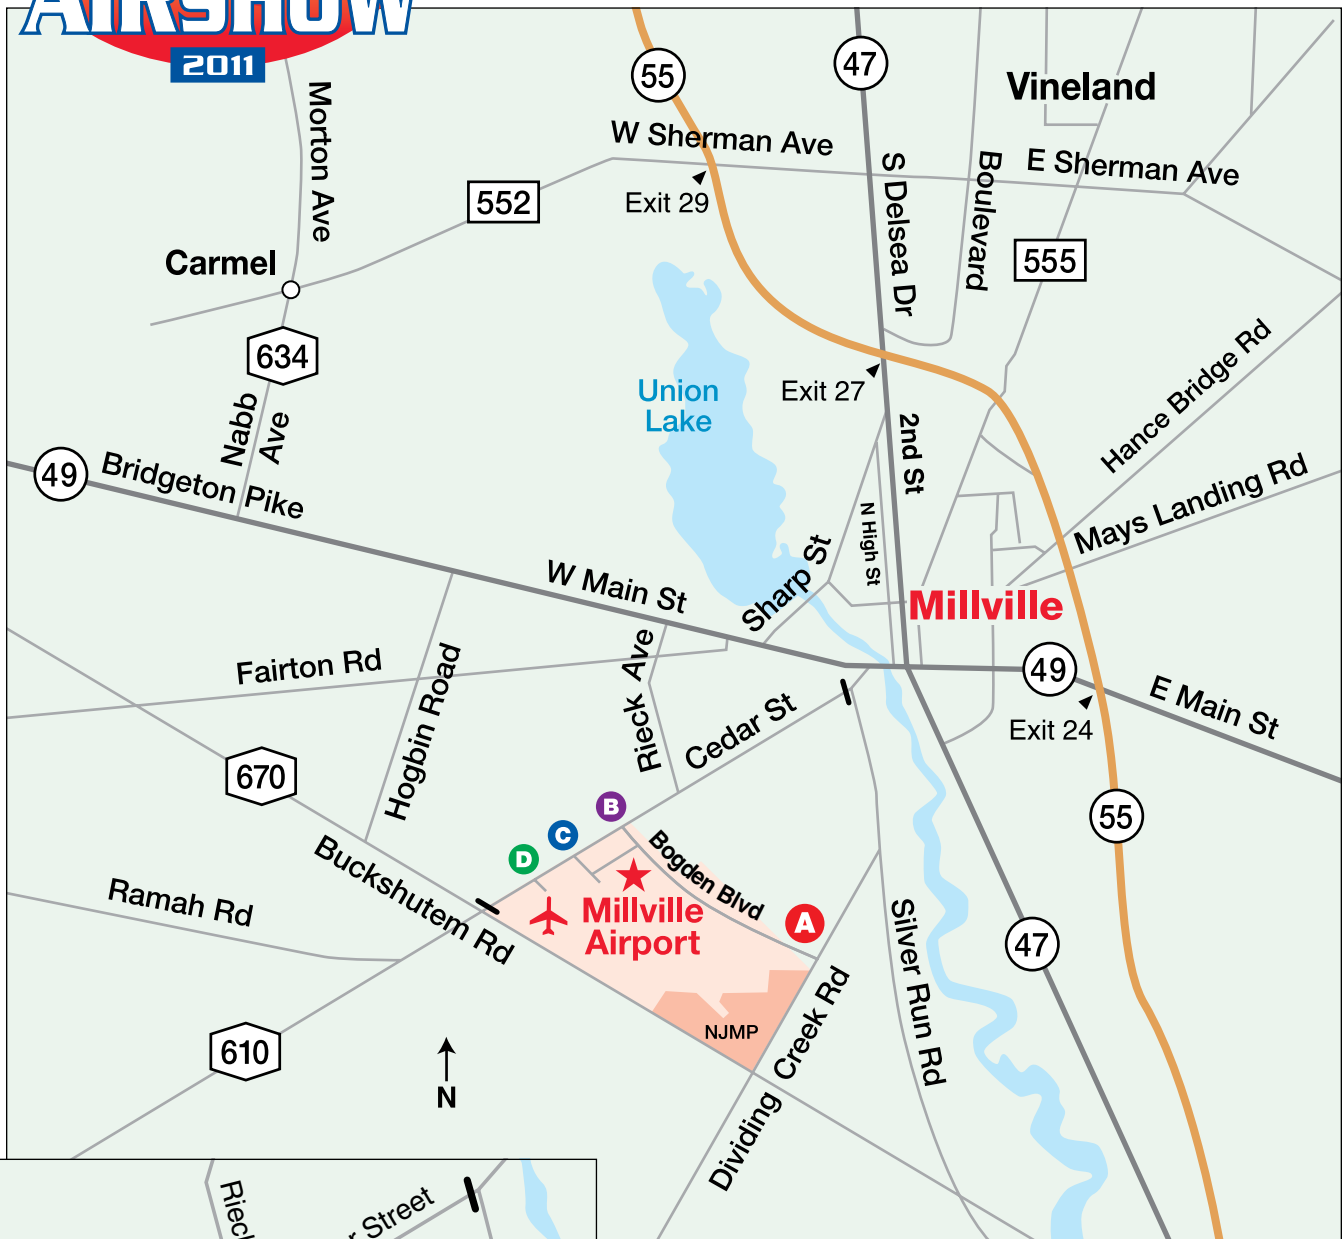 AIRSHOW
2011
55
47
Vineland
Morton Ave
W Sherman Ave
E Sherman Ave
S Delsea Dr
Boulevard
552
Exit 29
555
Carmel
634
Nabb
Ave
Union
Lake
Exit 27
Hance Bridge Rd
2nd St
49
Bridgeton Pike
Mays Landing Rd
N High St
W Main St
Sharp St
Millville
Fairton Rd
Hogbin Road
Rieck Ave
49
E Main St
Cedar St
Exit 24
670
55
B
C
D
Bogden Blvd
Buckshutem Rd
Ramah Rd
Millville
Airport
A
Silver Run Rd
47
NJMP
Dividing Creek Rd
610
N
Street